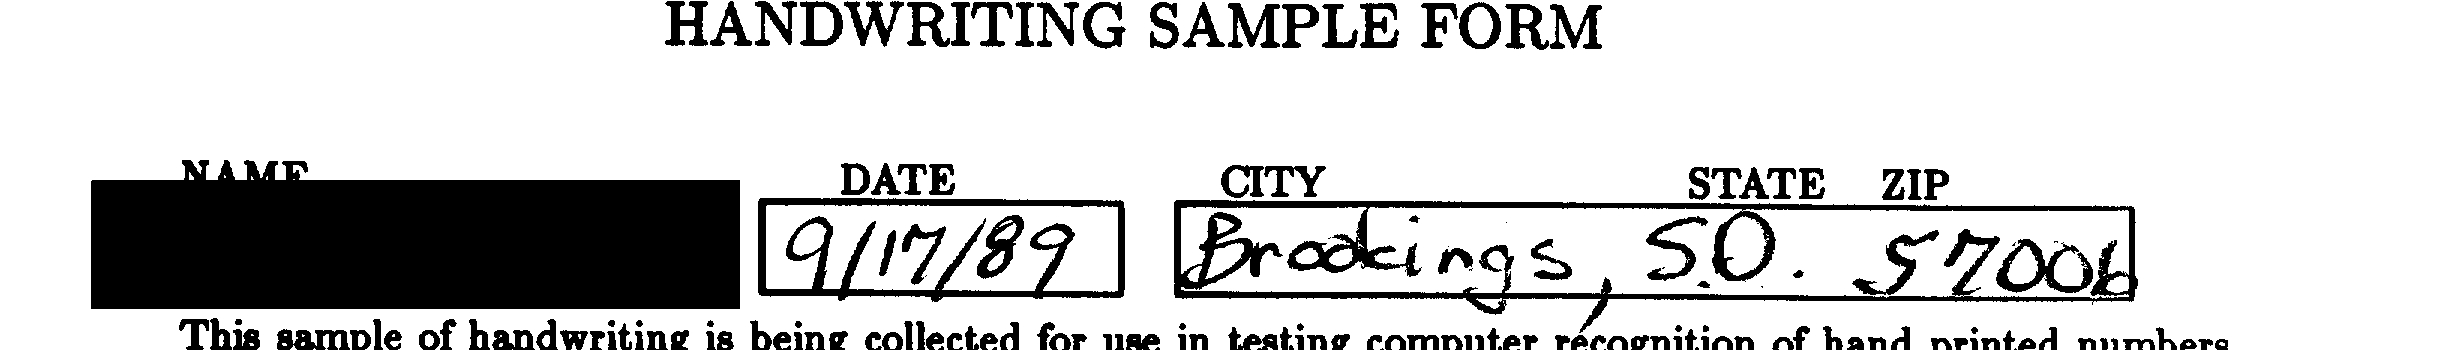 HANDWRITING SAMPLE FORM
NAME DATE CITY STATE ZIP
9/17/89 Brookings, S.D. 57006
This sample of handwriting is being collected for use in testing computer recognition of hand printed numbers